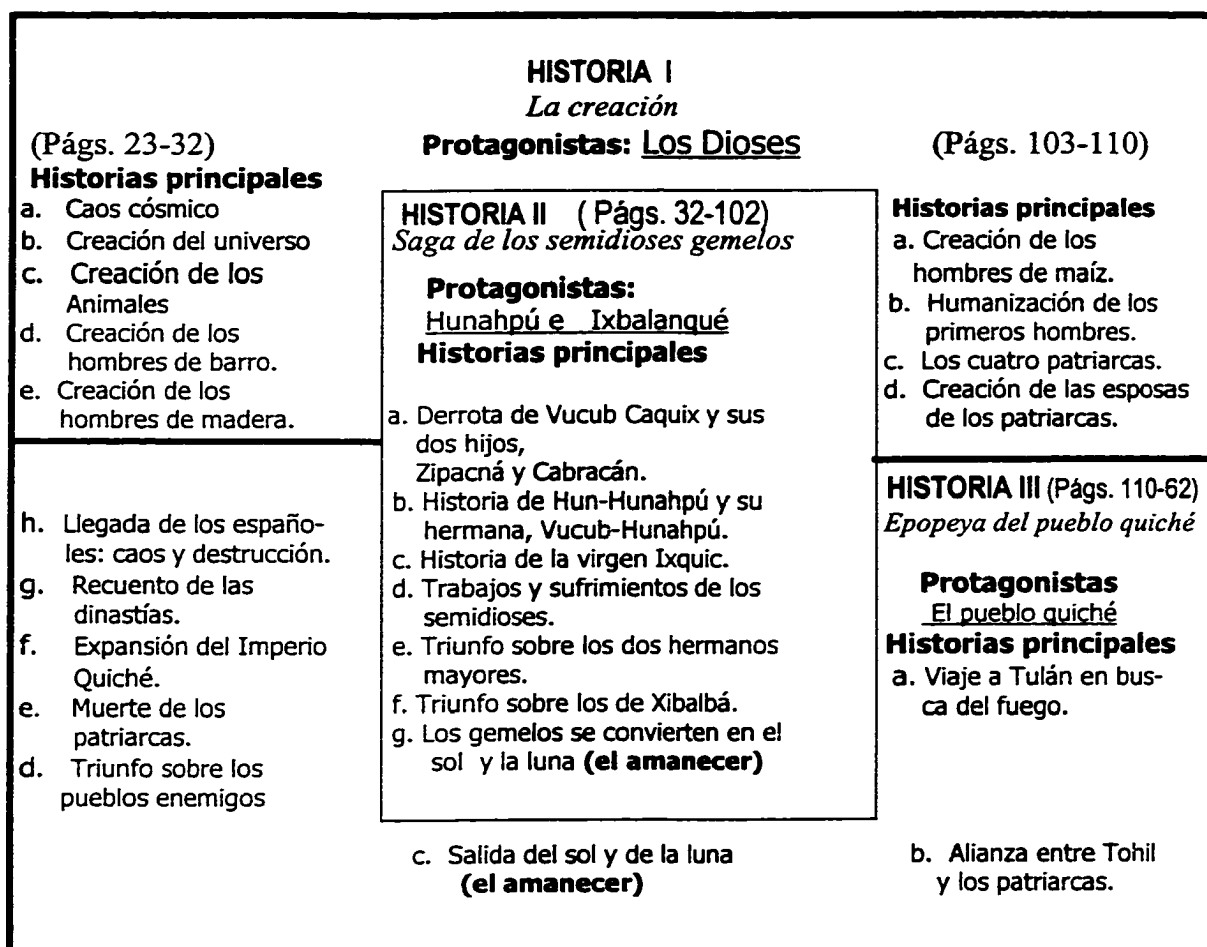 HISTORIA I
La creación
(Págs. 23-32)
Protagonistas: Los Dioses
(Págs. 103-110)
Historias principales
a. Caos cósmico
b. Creación del universo
c. Creación de los
Animales
d. Creación de los
hombres de barro.
e. Creación de los
hombres de madera.
HISTORIA II ( Págs. 32-102)
Saga de los semidioses gemelos
Protagonistas:
Hunahpú e Ixbalanqué
Historias principales
a. Derrota de Vucub Caquix y sus
dos hijos,
Zipacná y Cabracán.
b. Historia de Hun-Hunahpú y su
hermana, Vucub-Hunahpú.
c. Historia de la virgen Ixquic.
d. Trabajos y sufrimientos de los
semidioses.
e. Triunfo sobre los dos hermanos
mayores.
f. Triunfo sobre los de Xibalbá.
g. Los gemelos se convierten en el
sol y la luna (el amanecer)
Historias principales
a. Creación de los
hombres de maíz.
b. Humanización de los
primeros hombres.
c. Los cuatro patriarcas.
d. Creación de las esposas
de los patriarcas.
HISTORIA III (Págs. 110-62)
Epopeya del pueblo quiché
Protagonistas
El pueblo quiché
Historias principales
a. Viaje a Tulán en bus-
ca del fuego.
b. Alianza entre Tohil
y los patriarcas.
c. Salida del sol y de la luna
(el amanecer)
h. Llegada de los españo-
les: caos y destrucción.
g. Recuento de las
dinastías.
f. Expansión del Imperio
Quiché.
e. Muerte de los
patriarcas.
d. Triunfo sobre los
pueblos enemigos